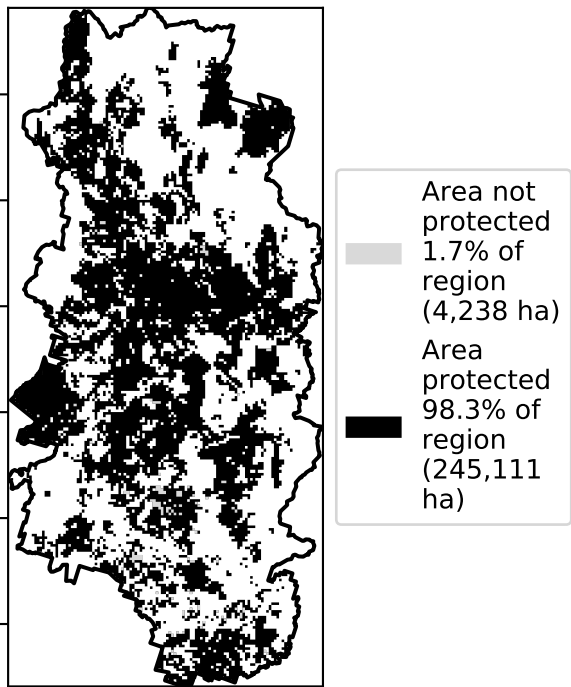 Area not
protected
1.7% of
region
(4,238 ha)
Area
protected
98.3% of
region
(245,111
ha)